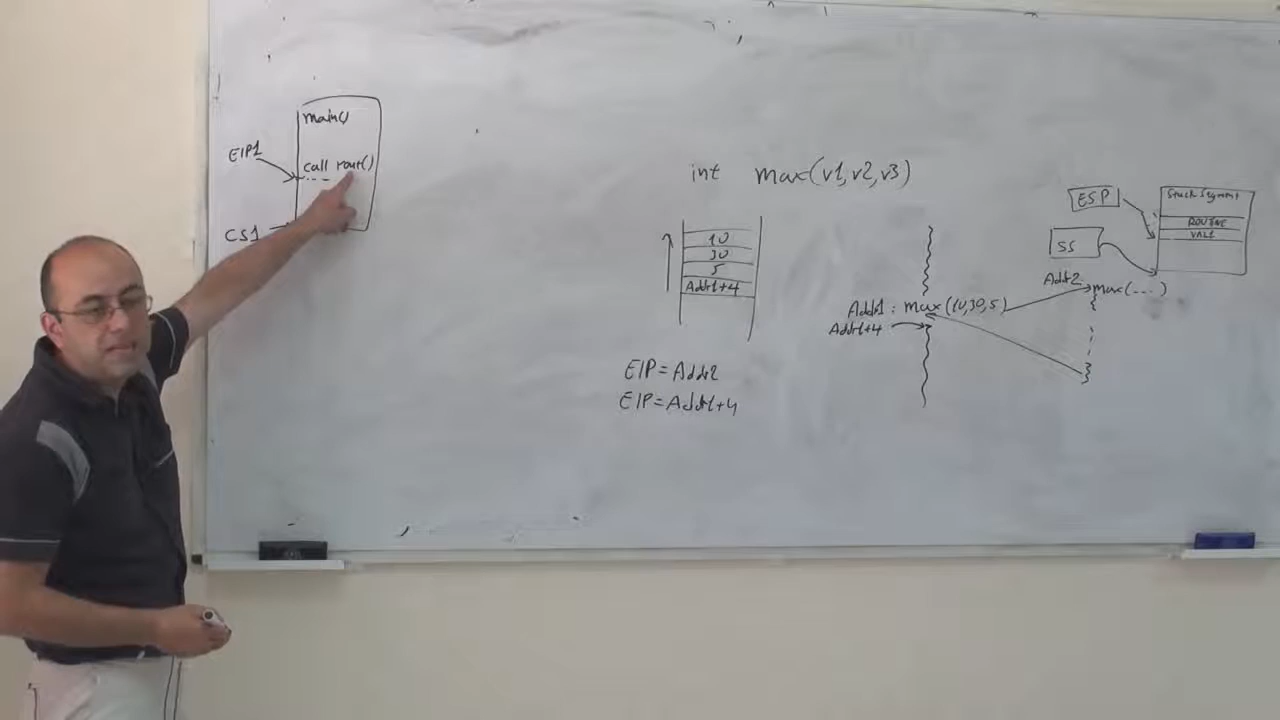 main()
EIP1
call rout()
CS1
int max(v1,v2,v3)
10
30
5
Addr1+4
EIP=Addr2
EIP=Addr1+4
Addr1: max(10,30,5)
Addr1+4
ESP
SS
Stack Segment
ROUTINE
VAL1
Addr2
max(...)